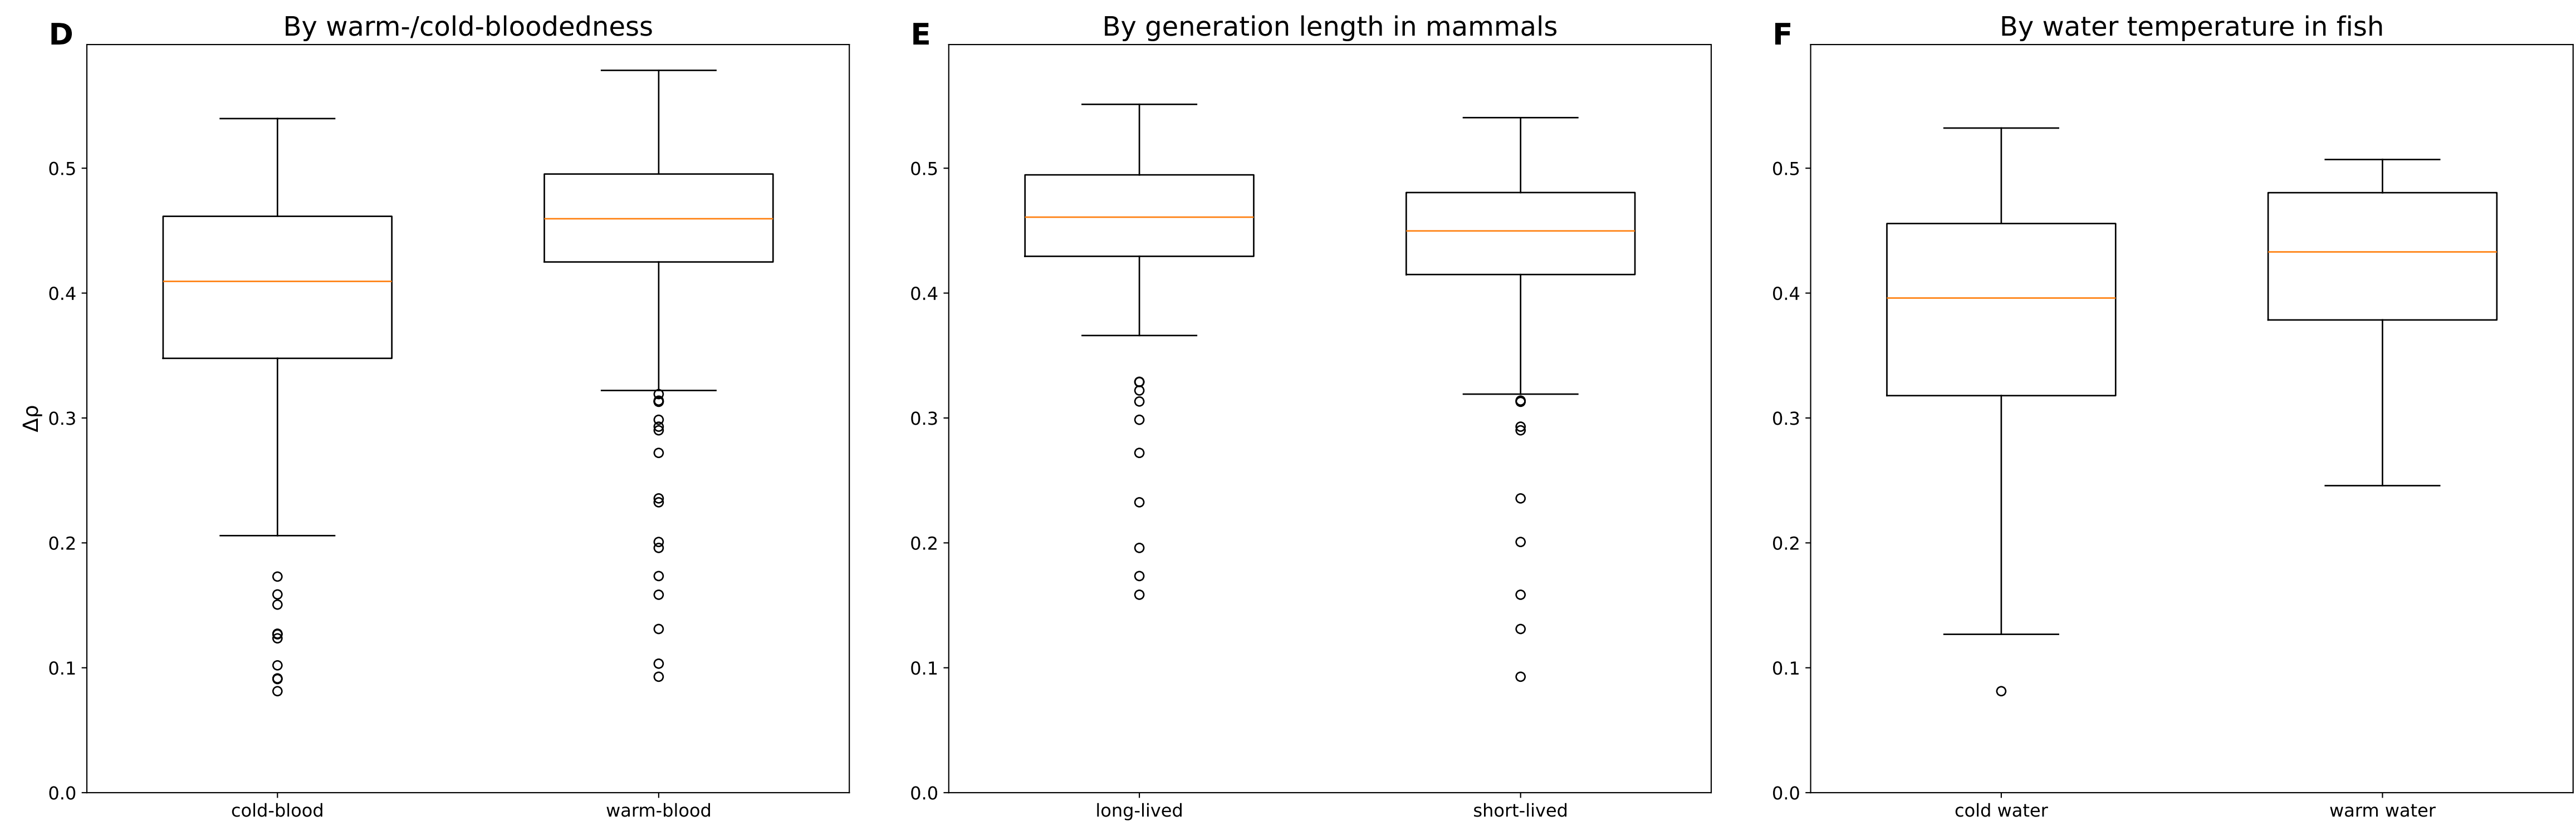 D By warm-/cold-bloodedness
Δρ
0.5
0.4
0.3
0.2
0.1
0.0
cold-blood warm-blood
E By generation length in mammals
0.5
0.4
0.3
0.2
0.1
0.0
long-lived short-lived
F By water temperature in fish
0.5
0.4
0.3
0.2
0.1
0.0
cold water warm water